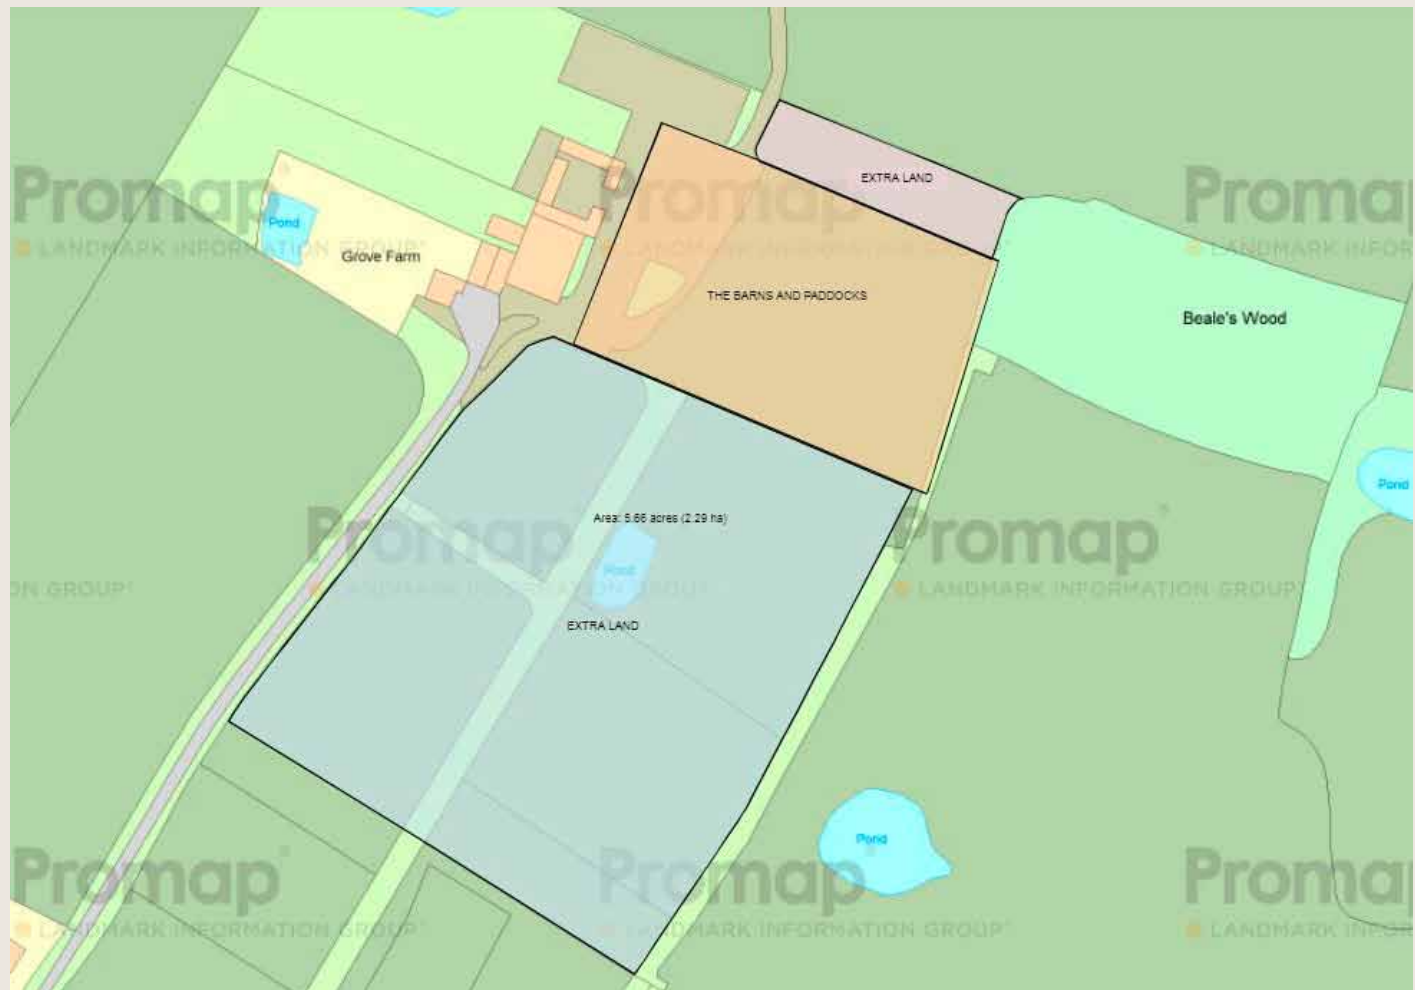 EXTRA LAND
Promap
LANDMARK INFORMATION GROUP
Promap
LANDMARK INFORMATION GROUP
Promap
LANDMARK INFOR
Pond
Grove Farm
THE BARNS AND PADDOCKS
Beale's Wood
Pond
Area: 5.66 acres (2.29 ha)
Promap
LANDMARK INFORMATION GROUP
Pond
Promap
LANDMARK INFORMATION GROUP
ON GROUP
EXTRA LAND
Pond
Promap
LANDMARK INFORMATION GROUP
Promap
LANDMARK INFORMATION GROUP
Promap
LANDMARK INFOR